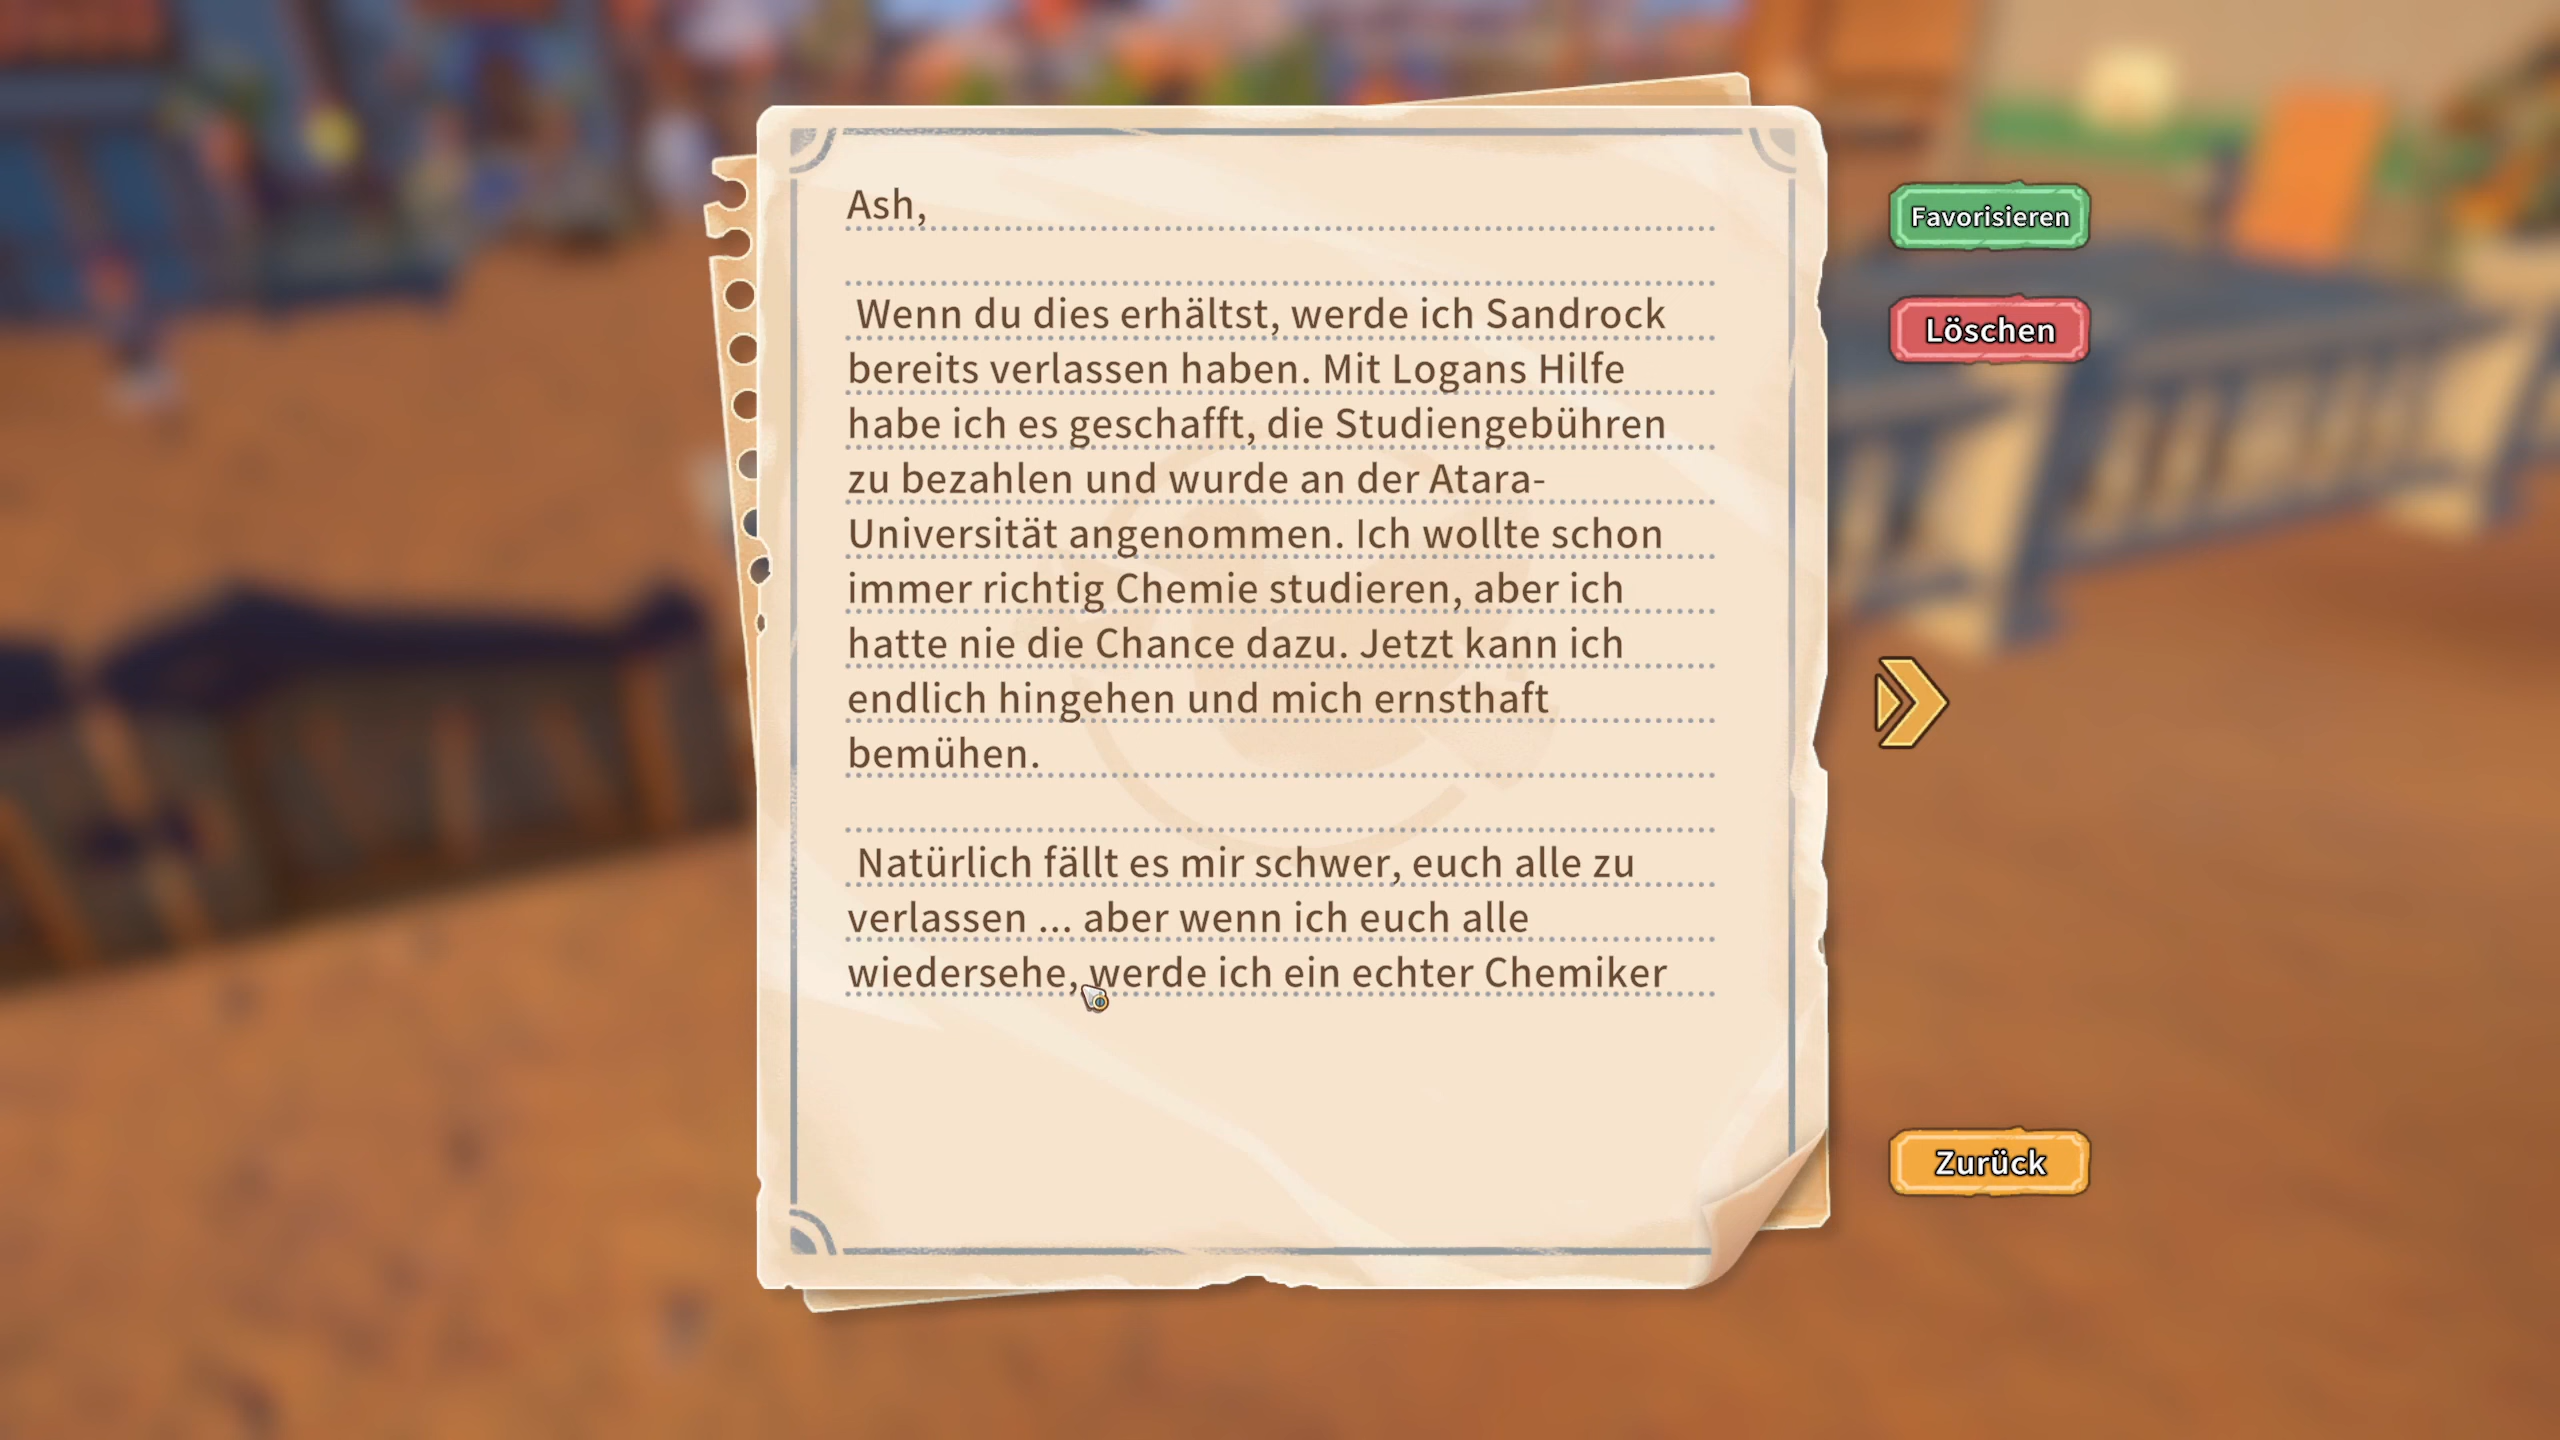 Ash,
Wenn du dies erhältst, werde ich Sandrock
bereits verlassen haben. Mit Logans Hilfe
habe ich es geschafft, die Studiengebühren
zu bezahlen und wurde an der Atara-
Universität angenommen. Ich wollte schon
immer richtig Chemie studieren, aber ich
hatte nie die Chance dazu. Jetzt kann ich
endlich hingehen und mich ernsthaft
bemühen.
Natürlich fällt es mir schwer, euch alle zu
verlassen ... aber wenn ich euch alle
wiedersehe, werde ich ein echter Chemiker
Favorisieren
Löschen
Zurück